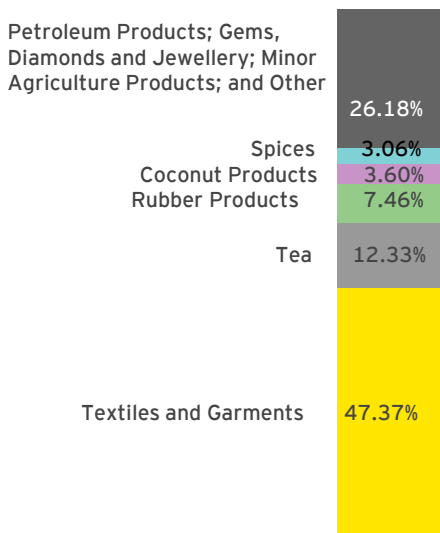 Petroleum Products; Gems,
Diamonds and Jewellery; Minor
Agriculture Products; and Other
26.18%
Spices 3.06%
Coconut Products 3.60%
Rubber Products 7.46%
Tea 12.33%
Textiles and Garments 47.37%